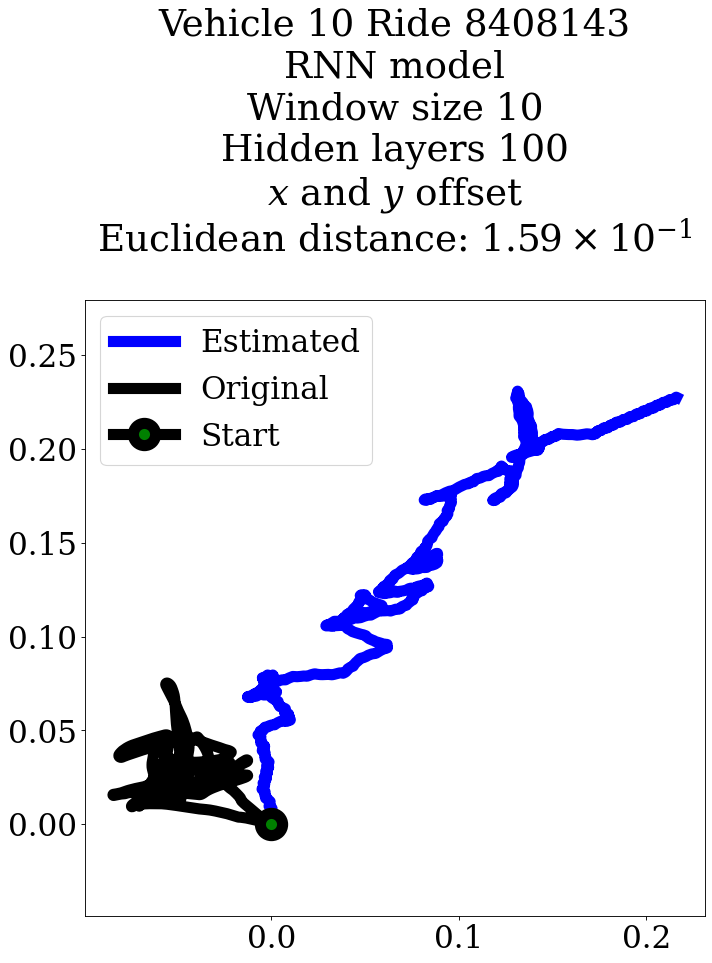 Vehicle 10 Ride 8408143
RNN model
Window size 10
Hidden layers 100
x and y offset
Euclidean distance: 1.59 × 10⁻¹
Estimated
Original
Start
0.25
0.20
0.15
0.10
0.05
0.00
0.0 0.1 0.2